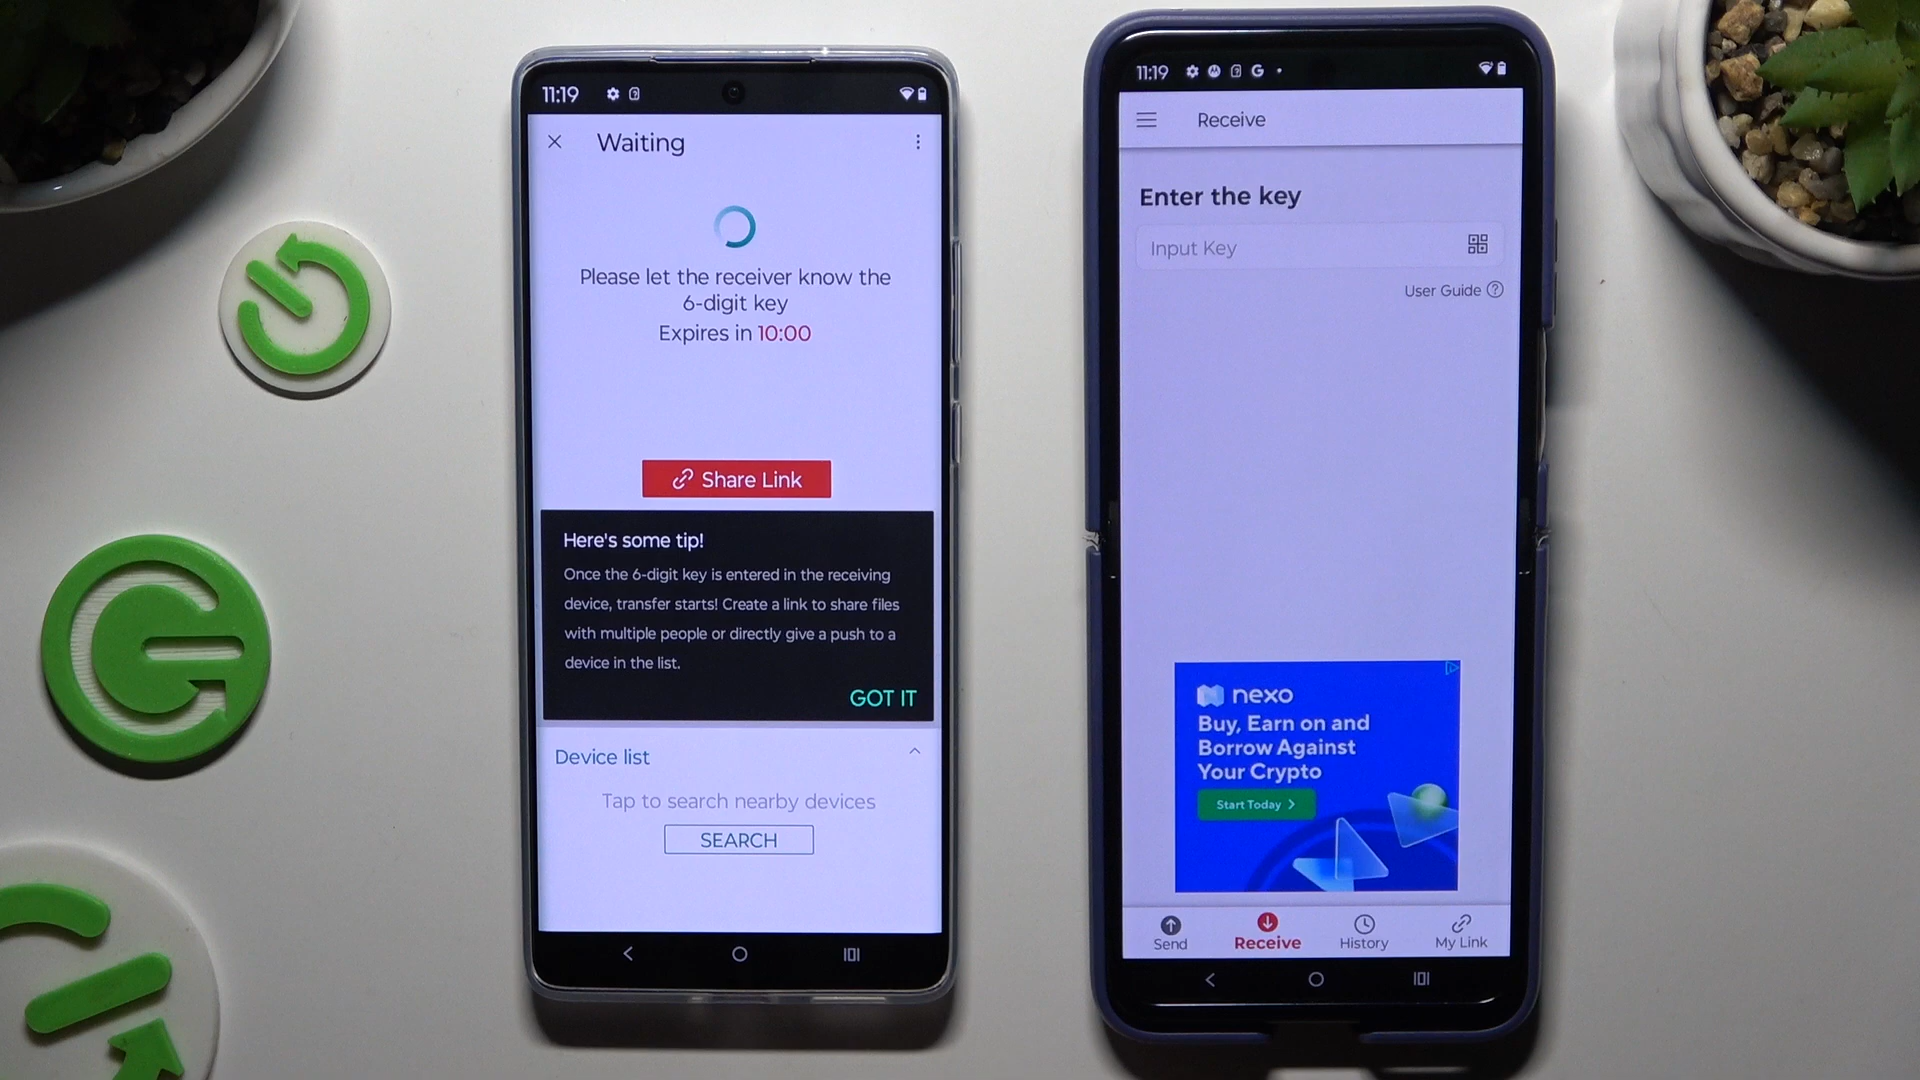 11:19
Waiting
Please let the receiver know the
6-digit key
Expires in 10:00
Share Link
Here's some tip!
Once the 6-digit key is entered in the receiving
device, transfer starts! Create a link to share files
with multiple people or directly give a push to a
device in the list.
GOT IT
Device list
Tap to search nearby devices
SEARCH
11:19
Receive
Enter the key
Input Key
User Guide
nexo
Buy, Earn on and
Borrow Against
Your Crypto
Start Today
Send
Receive
History
My Link